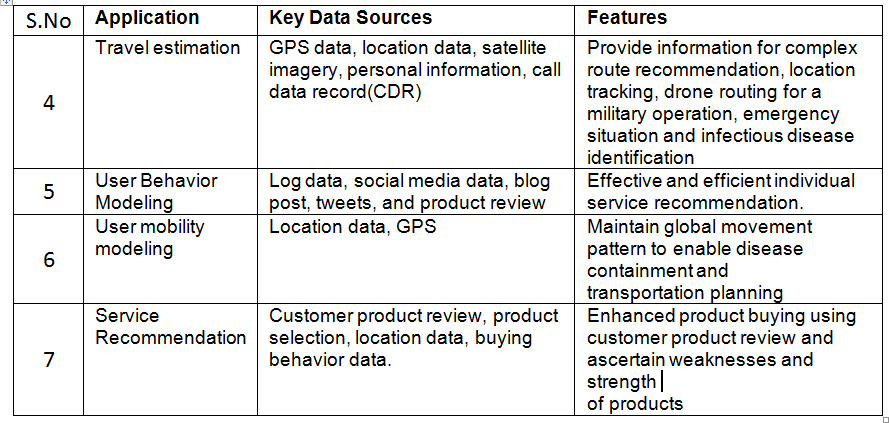 S.No Application Key Data Sources Features
4
Travel estimation
GPS data, location data, satellite
imagery, personal information, call
data record(CDR)
Provide information for complex
route recommendation, location
tracking, drone routing for a
military operation, emergency
situation and infectious disease
identification
5
User Behavior
Modeling
Log data, social media data, blog
post, tweets, and product review
Effective and efficient individual
service recommendation.
6
User mobility
modeling
Location data, GPS
Maintain global movement
pattern to enable disease
containment and
transportation planning
7
Service
Recommendation
Customer product review, product
selection, location data, buying
behavior data.
Enhanced product buying using
customer product review and
ascertain weaknesses and
strength
of products